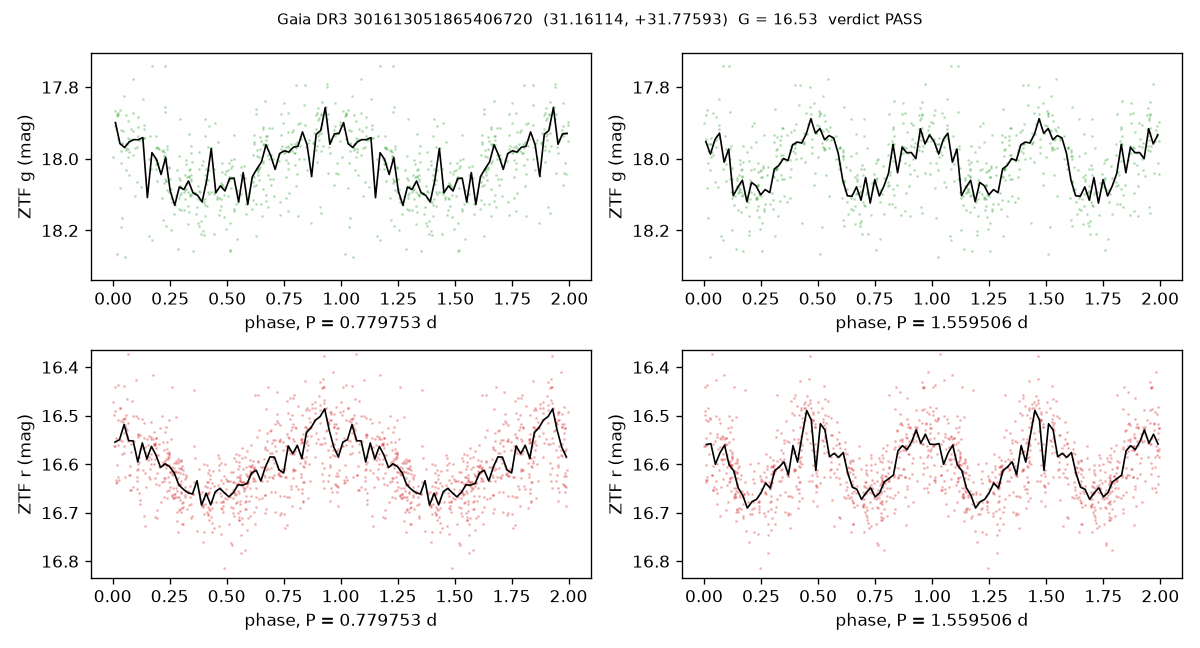 Gaia DR3 301613051865406720  (31.16114, +31.77593)  G = 16.53  verdict PASS
ZTF g (mag)
17.8
18.0
18.2
0.00 0.25 0.50 0.75 1.00 1.25 1.50 1.75 2.00
phase, P = 0.779753 d
ZTF g (mag)
17.8
18.0
18.2
0.00 0.25 0.50 0.75 1.00 1.25 1.50 1.75 2.00
phase, P = 1.559506 d
ZTF r (mag)
16.4
16.5
16.6
16.7
16.8
0.00 0.25 0.50 0.75 1.00 1.25 1.50 1.75 2.00
phase, P = 0.779753 d
ZTF r (mag)
16.4
16.5
16.6
16.7
16.8
0.00 0.25 0.50 0.75 1.00 1.25 1.50 1.75 2.00
phase, P = 1.559506 d